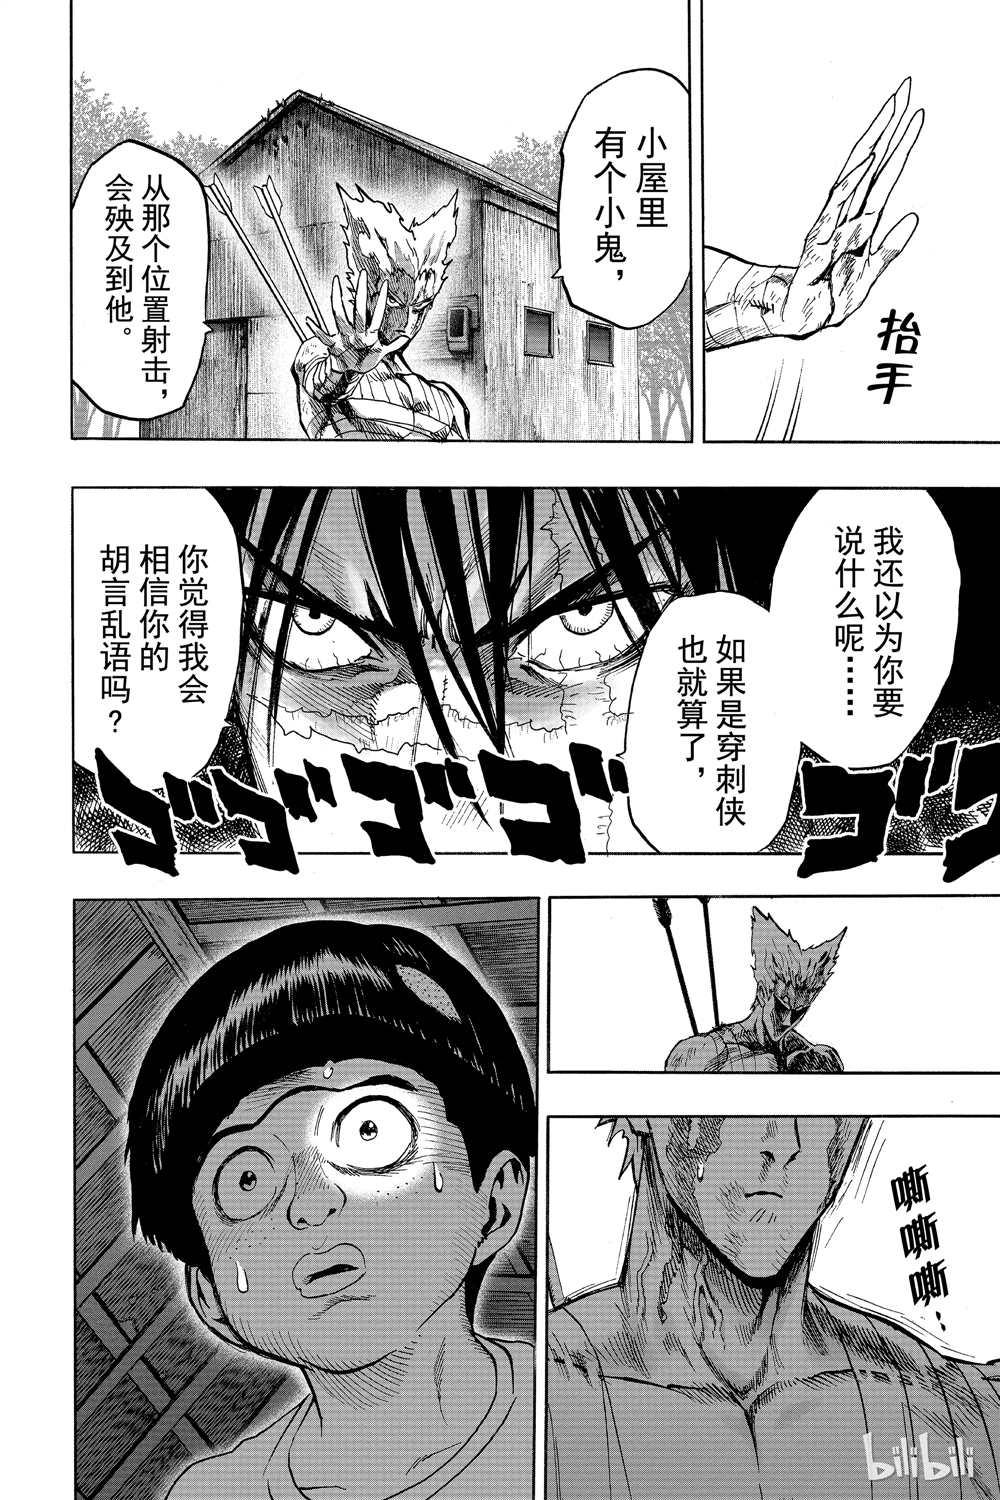 抬手
小屋里
有个小鬼，
从那个位置射击，
会殃及到他。
我还以为你要
说什么呢……
如果是穿刺侠
也就算了，
你觉得我会
相信你的
胡言乱语吗？
ゴゴゴゴゴゴ
嘶嘶嘶…
bilibili